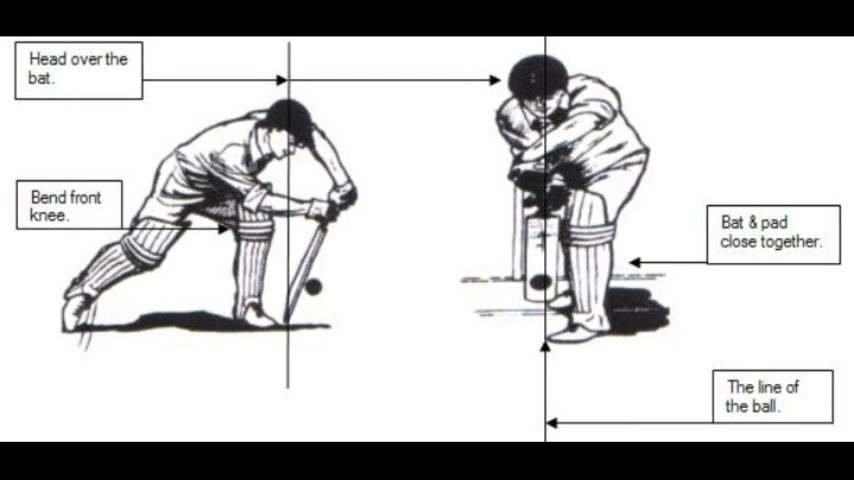 Head over the
bat.
Bend front
knee.
Bat & pad
close together.
The line of
the ball.